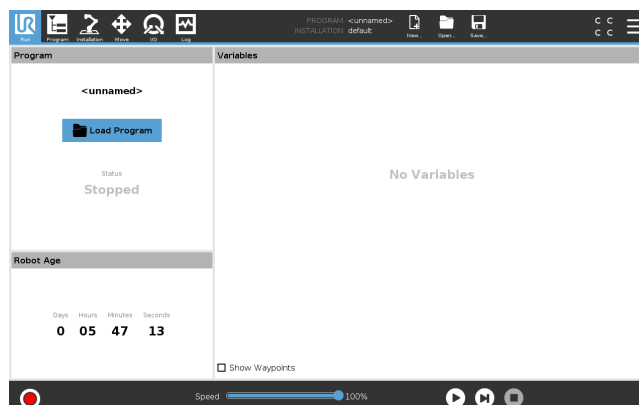 UR
Run
Program
Installation
Move
I/O
Log
PROGRAM <unnamed>
INSTALLATION default
New...
Open...
Save...
C C
C C
Program
<unnamed>
Load Program
Status
Stopped
Robot Age
Days Hours Minutes Seconds
0 05 47 13
Variables
No Variables
Show Waypoints
Speed 100%